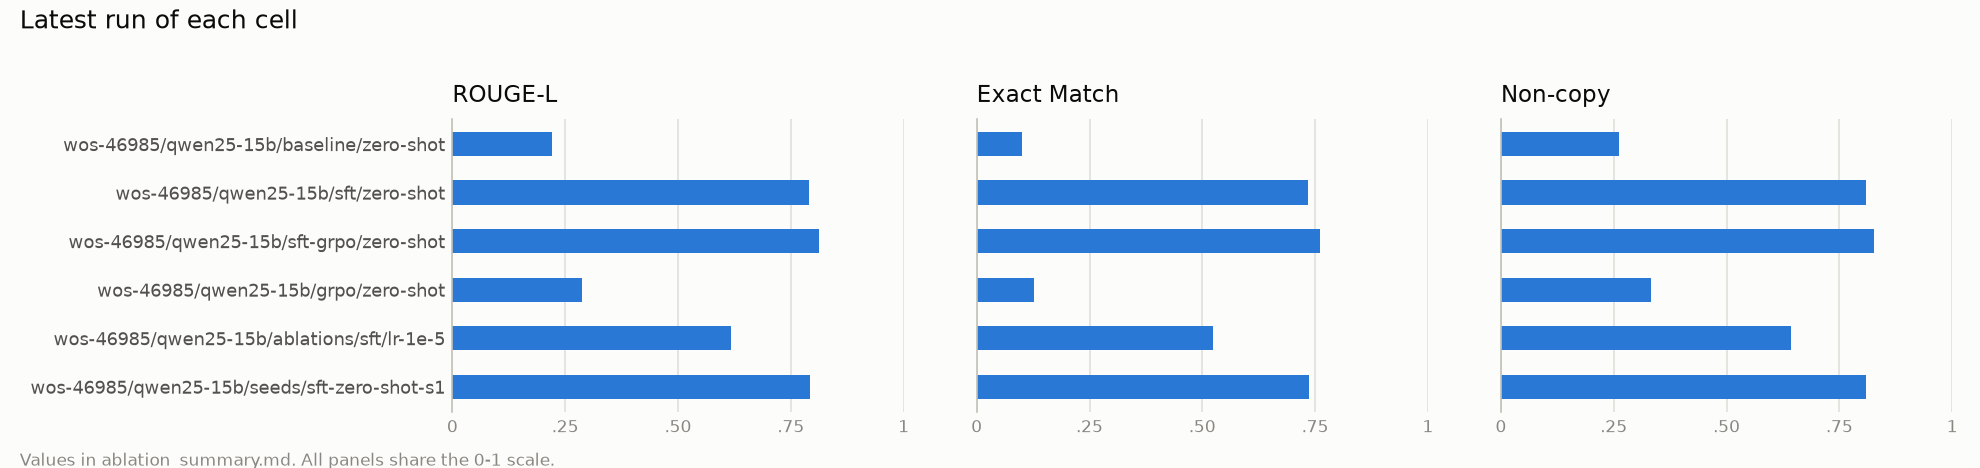 Latest run of each cell
ROUGE-L Exact Match Non-copy
wos-46985/qwen25-15b/baseline/zero-shot
wos-46985/qwen25-15b/sft/zero-shot
wos-46985/qwen25-15b/sft-grpo/zero-shot
wos-46985/qwen25-15b/grpo/zero-shot
wos-46985/qwen25-15b/ablations/sft/lr-1e-5
wos-46985/qwen25-15b/seeds/sft-zero-shot-s1
0 .25 .50 .75 1 0 .25 .50 .75 1 0 .25 .50 .75 1
Values in ablation_summary.md. All panels share the 0-1 scale.